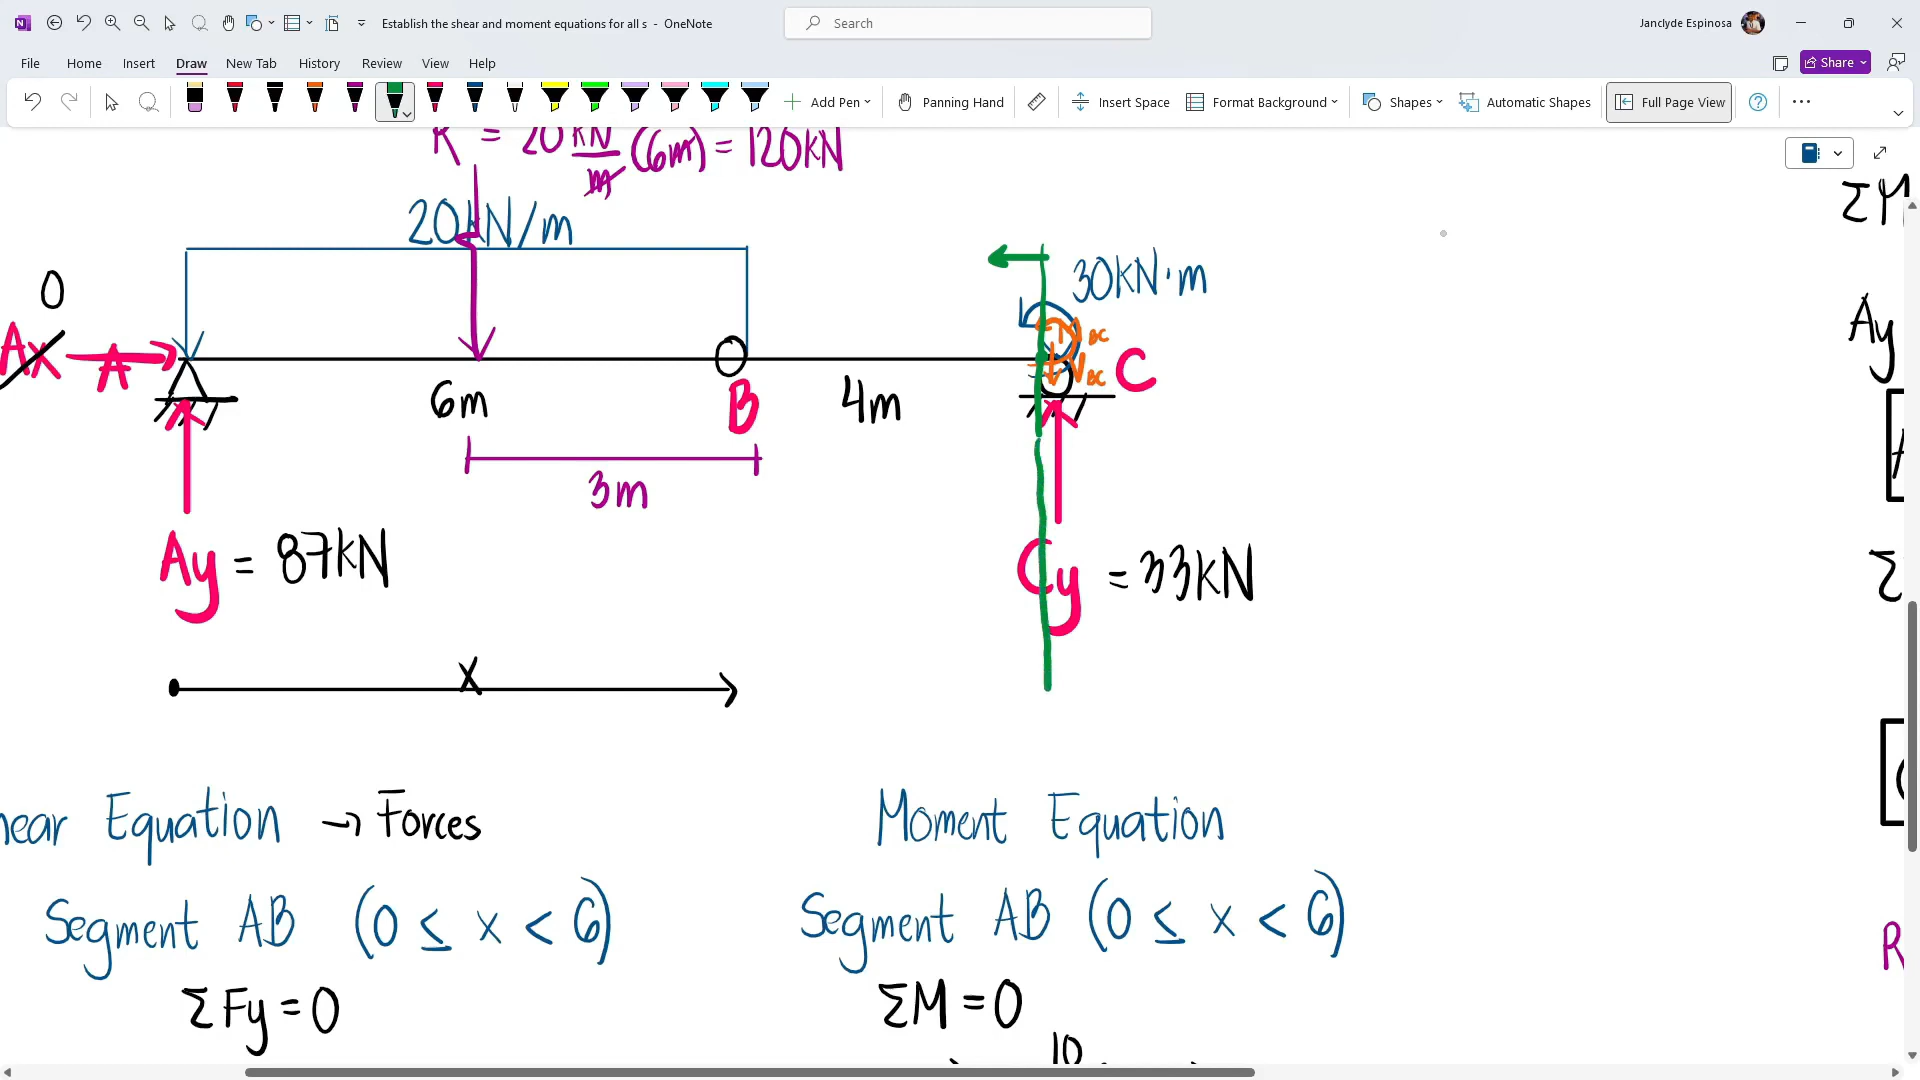 Establish the shear and moment equations for all s - OneNote
Search
Janclyde Espinosa
File Home Insert Draw New Tab History Review View Help
Share
Add Pen Panning Hand Insert Space Format Background Shapes Automatic Shapes Full Page View
R = 20 kN/m (6m) = 120kN
20kN/m
30kN·m
0
Ax A
BC
VBC
C
6m B 4m
3m
Ay = 87kN
Cy = 33kN
x
ΣM
Ay
Σ
near Equation → Forces
Moment Equation
Segment AB (0 ≤ x < 6)
Segment AB (0 ≤ x < 6)
ΣFy = 0
ΣM = 0
10
R